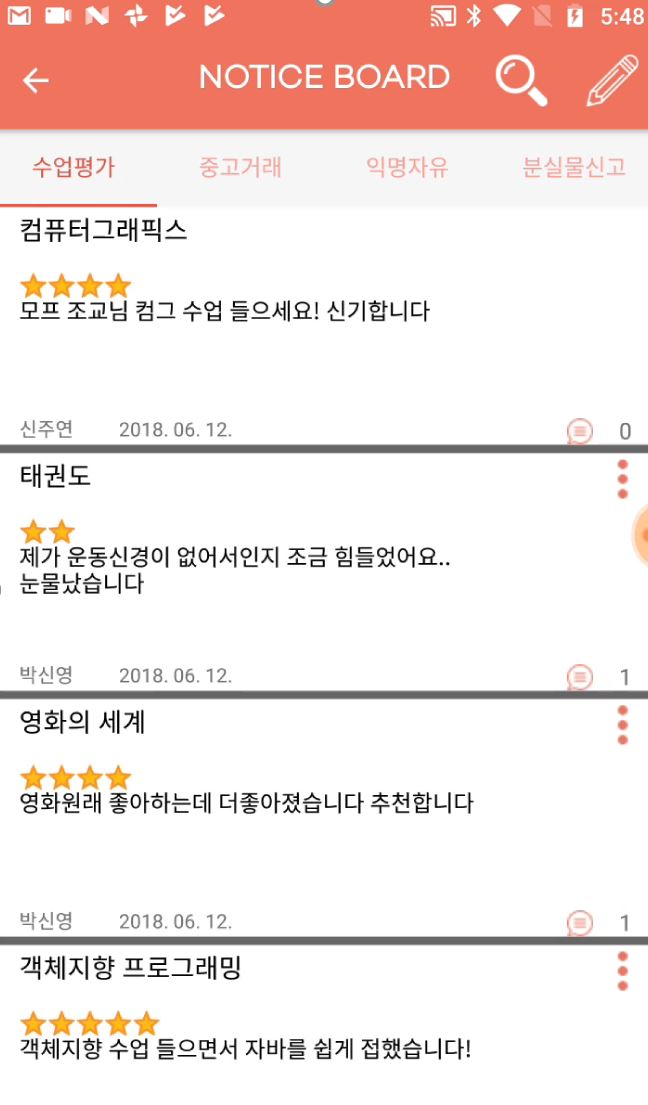 5:48
NOTICE BOARD
수업평가 중고거래 익명자유 분실물신고
컴퓨터그래픽스
모프 조교님 컴그 수업 들으세요! 신기합니다
신주연 2018. 06. 12. 0
태권도
제가 운동신경이 없어서인지 조금 힘들었어요..
눈물났습니다
박신영 2018. 06. 12. 1
영화의 세계
영화원래 좋아하는데 더좋아졌습니다 추천합니다
박신영 2018. 06. 12. 1
객체지향 프로그래밍
객체지향 수업 들으면서 자바를 쉽게 접했습니다!